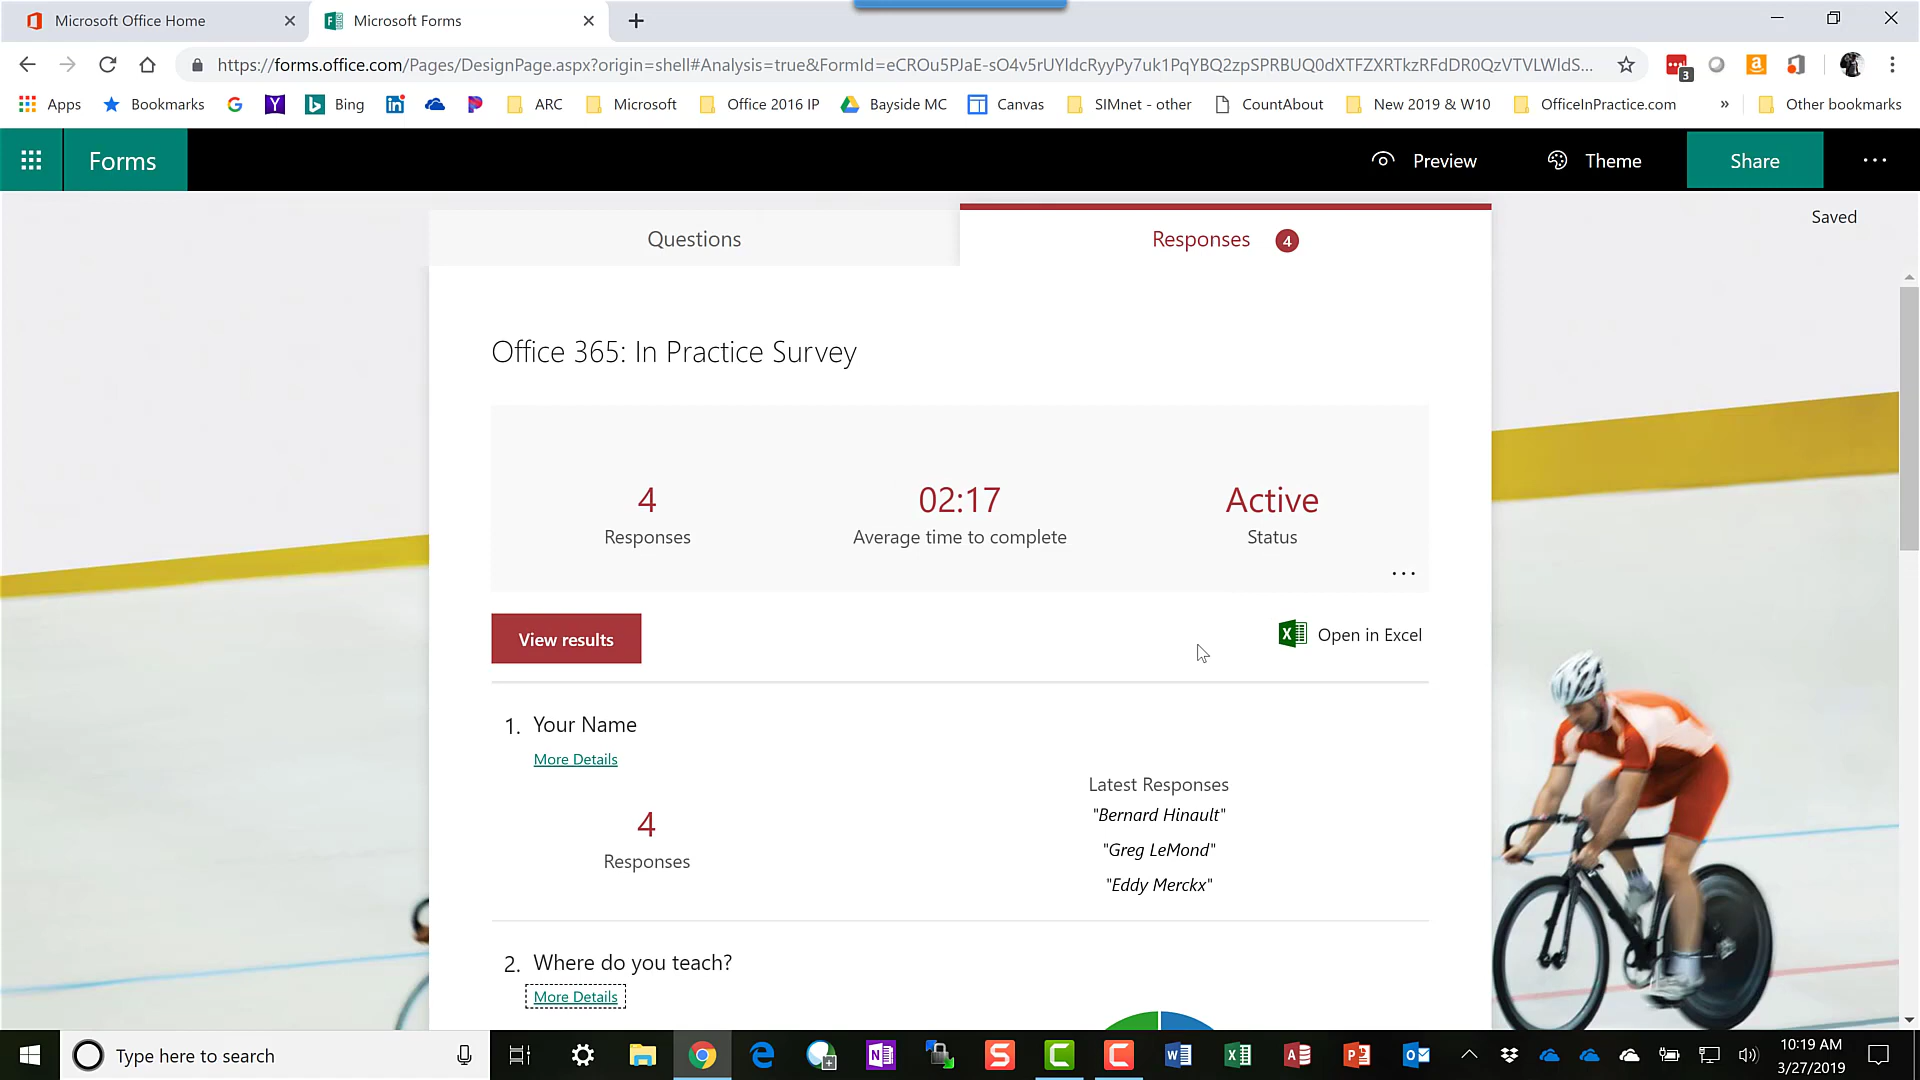 Microsoft Office Home
Microsoft Forms
https://forms.office.com/Pages/DesignPage.aspx?origin=shell#Analysis=true&FormId=eCROu5PJaE-sO4v5rUYldcRyyPy7uk1PqYBQ2zpSPRBUQ0dXTFZXRTkzRFdDR0QzVTVLWldS...
3
Apps
Bookmarks
Bing
ARC
Microsoft
Office 2016 IP
Bayside MC
Canvas
SIMnet - other
CountAbout
New 2019 & W10
OfficeInPractice.com
»
Other bookmarks
Forms
Preview
Theme
Share
Saved
Questions
Responses 4
Office 365: In Practice Survey
4
Responses
02:17
Average time to complete
Active
Status
View results
Open in Excel
1. Your Name
More Details
4
Responses
Latest Responses
"Bernard Hinault"
"Greg LeMond"
"Eddy Merckx"
2. Where do you teach?
More Details
Type here to search
10:19 AM
3/27/2019